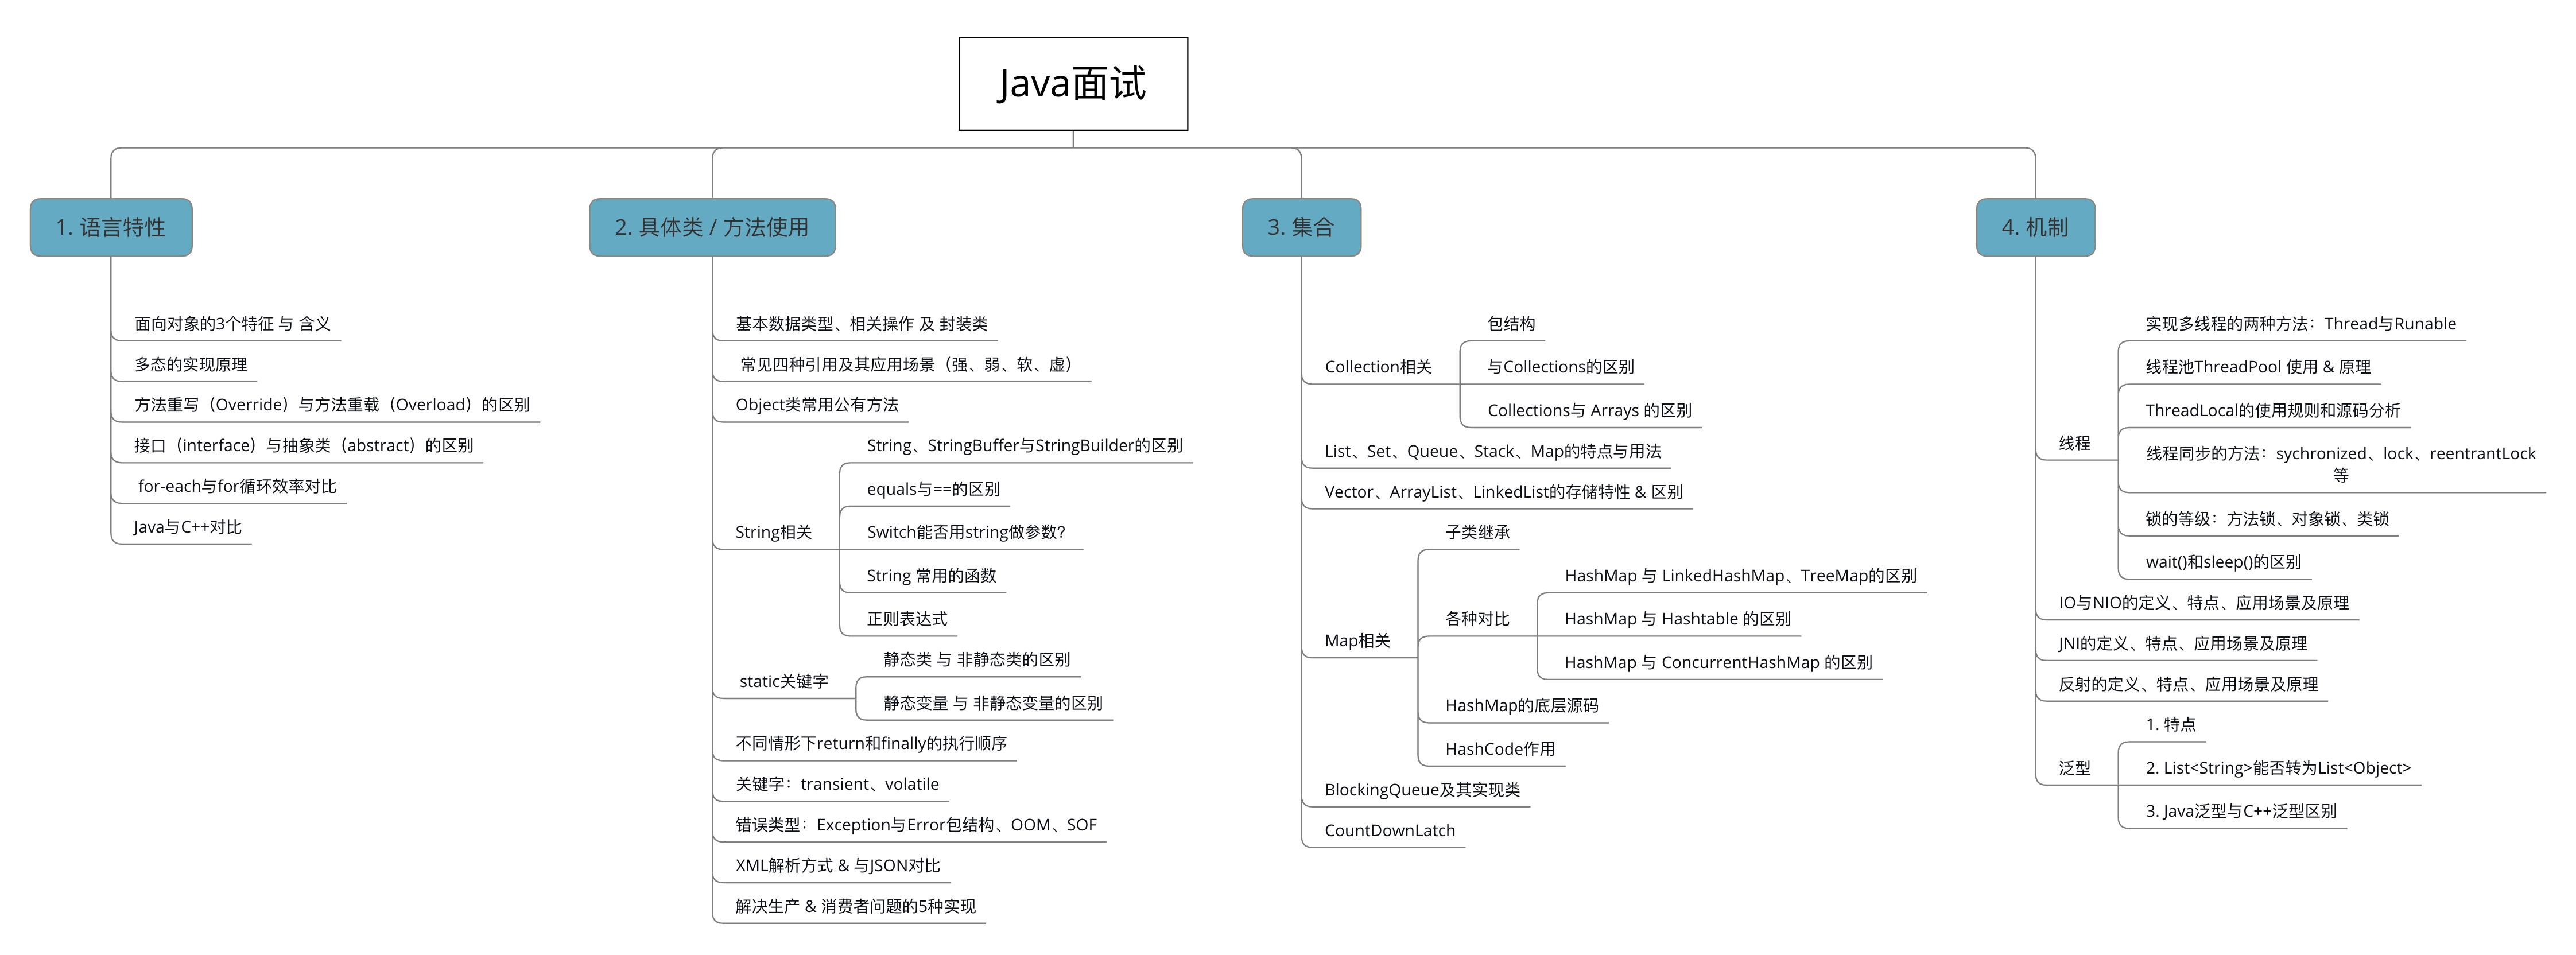 Java面试
1. 语言特性
面向对象的3个特征 与 含义
多态的实现原理
方法重写（Override）与方法重载（Overload）的区别
接口（interface）与抽象类（abstract）的区别
for-each与for循环效率对比
Java与C++对比
2. 具体类 / 方法使用
基本数据类型、相关操作 及 封装类
常见四种引用及其应用场景（强、弱、软、虚）
Object类常用公有方法
String相关
String、StringBuffer与StringBuilder的区别
equals与==的区别
Switch能否用string做参数？
String 常用的函数
正则表达式
static关键字
静态类 与 非静态类的区别
静态变量 与 非静态变量的区别
不同情形下return和finally的执行顺序
关键字：transient、volatile
错误类型：Exception与Error包结构、OOM、SOF
XML解析方式 & 与JSON对比
解决生产 & 消费者问题的5种实现
3. 集合
Collection相关
包结构
与Collections的区别
Collections与 Arrays 的区别
List、Set、Queue、Stack、Map的特点与用法
Vector、ArrayList、LinkedList的存储特性 & 区别
Map相关
子类继承
各种对比
HashMap 与 LinkedHashMap、TreeMap的区别
HashMap 与 Hashtable 的区别
HashMap 与 ConcurrentHashMap 的区别
HashMap的底层源码
HashCode作用
BlockingQueue及其实现类
CountDownLatch
4. 机制
线程
实现多线程的两种方法：Thread与Runable
线程池ThreadPool 使用 & 原理
ThreadLocal的使用规则和源码分析
线程同步的方法：sychronized、lock、reentrantLock
等
锁的等级：方法锁、对象锁、类锁
wait()和sleep()的区别
IO与NIO的定义、特点、应用场景及原理
JNI的定义、特点、应用场景及原理
反射的定义、特点、应用场景及原理
泛型
1. 特点
2. List<String>能否转为List<Object>
3. Java泛型与C++泛型区别